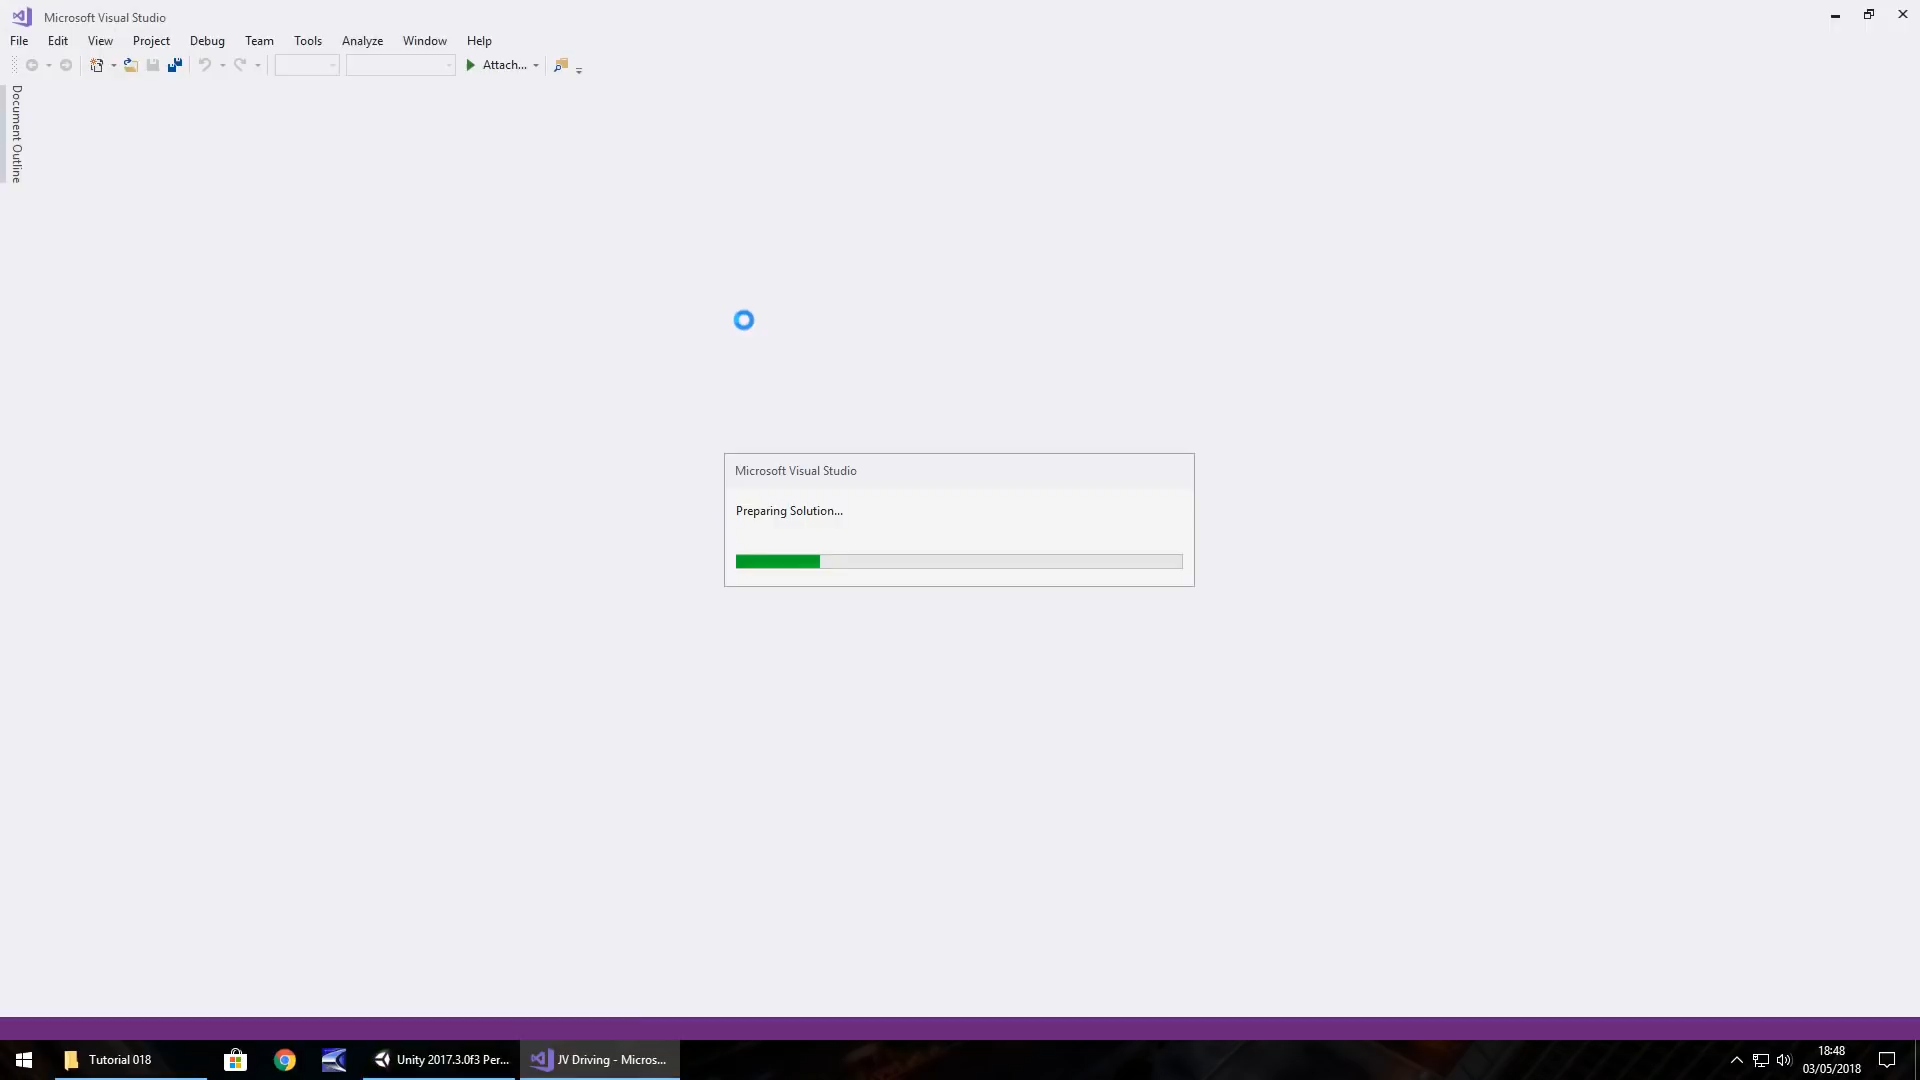 Microsoft Visual Studio
File Edit View Project Debug Team Tools Analyze Window Help
Attach...
Document Outline
Microsoft Visual Studio
Preparing Solution...
Tutorial 018
Unity 2017.3.0f3 Per...
JV Driving - Micros...
18:48
03/05/2018